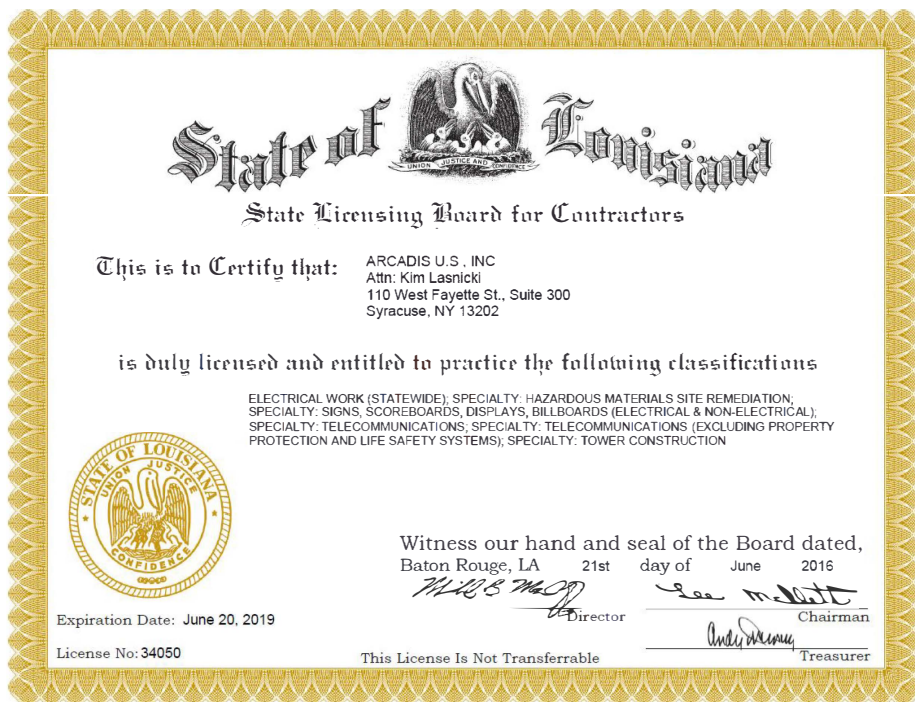 State of Louisiana
UNION JUSTICE AND CONFIDENCE
State Licensing Board for Contractors
This is to Certify that:
ARCADIS U.S., INC
Attn: Kim Lasnicki
110 West Fayette St., Suite 300
Syracuse, NY 13202
is duly licensed and entitled to practice the following classifications
ELECTRICAL WORK (STATEWIDE); SPECIALTY: HAZARDOUS MATERIALS SITE REMEDIATION;
SPECIALTY: SIGNS, SCOREBOARDS, DISPLAYS, BILLBOARDS (ELECTRICAL & NON-ELECTRICAL);
SPECIALTY: TELECOMMUNICATIONS; SPECIALTY: TELECOMMUNICATIONS (EXCLUDING PROPERTY
PROTECTION AND LIFE SAFETY SYSTEMS); SPECIALTY: TOWER CONSTRUCTION
STATE OF LOUISIANA
UNION JUSTICE
CONFIDENCE
Witness our hand and seal of the Board dated,
Baton Rouge, LA 21st day of June 2016
Director
Lee Mallett
Chairman
Expiration Date: June 20, 2019
License No: 34050
This License Is Not Transferrable
Treasurer